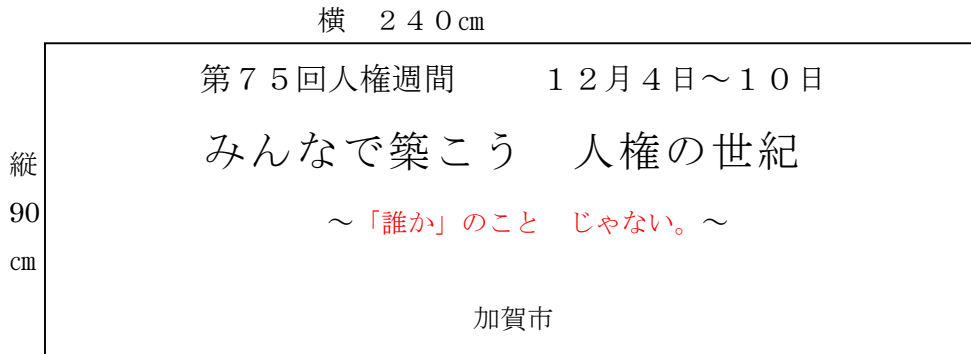 横　２４０㎝
縦
90
㎝
第７５回人権週間　　　１２月４日～１０日
みんなで築こう　人権の世紀
～「誰か」のこと　じゃない。～
加賀市